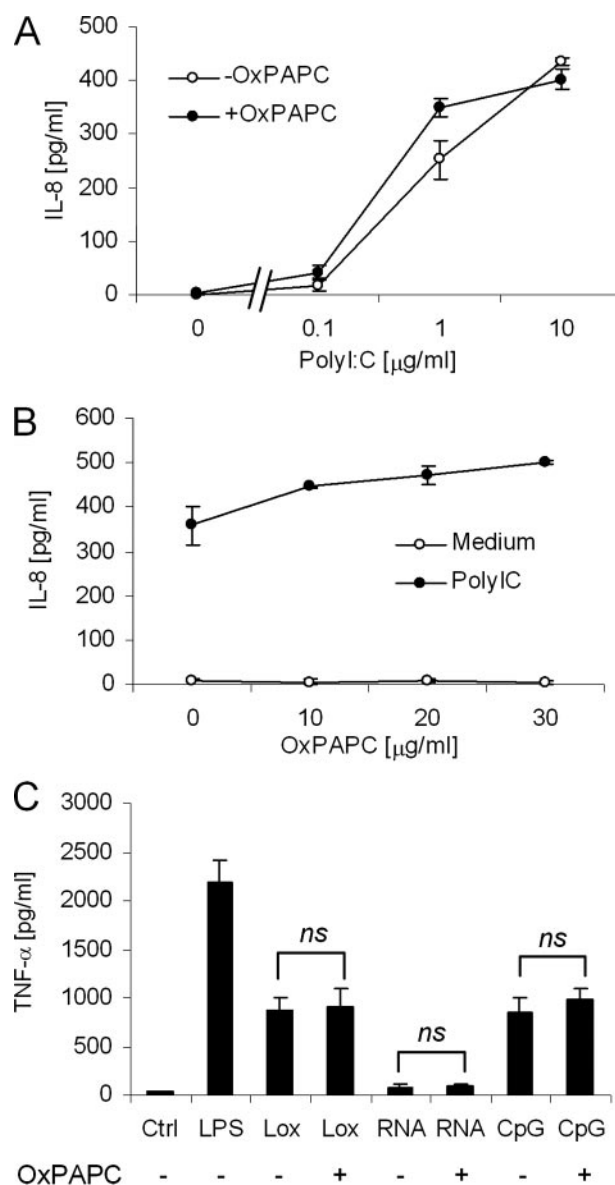 A
500
400
300
200
100
0
IL-8 [pg/ml]
-OxPAPC
+OxPAPC
0 0.1 1 10
PolyI:C [µg/ml]
B
600
500
400
300
200
100
0
IL-8 [pg/ml]
Medium
PolyIC
0 10 20 30
OxPAPC [µg/ml]
C
3000
2500
2000
1500
1000
500
0
TNF-α [pg/ml]
ns ns ns
Ctrl LPS Lox Lox RNA RNA CpG CpG
OxPAPC - - - + - + - +